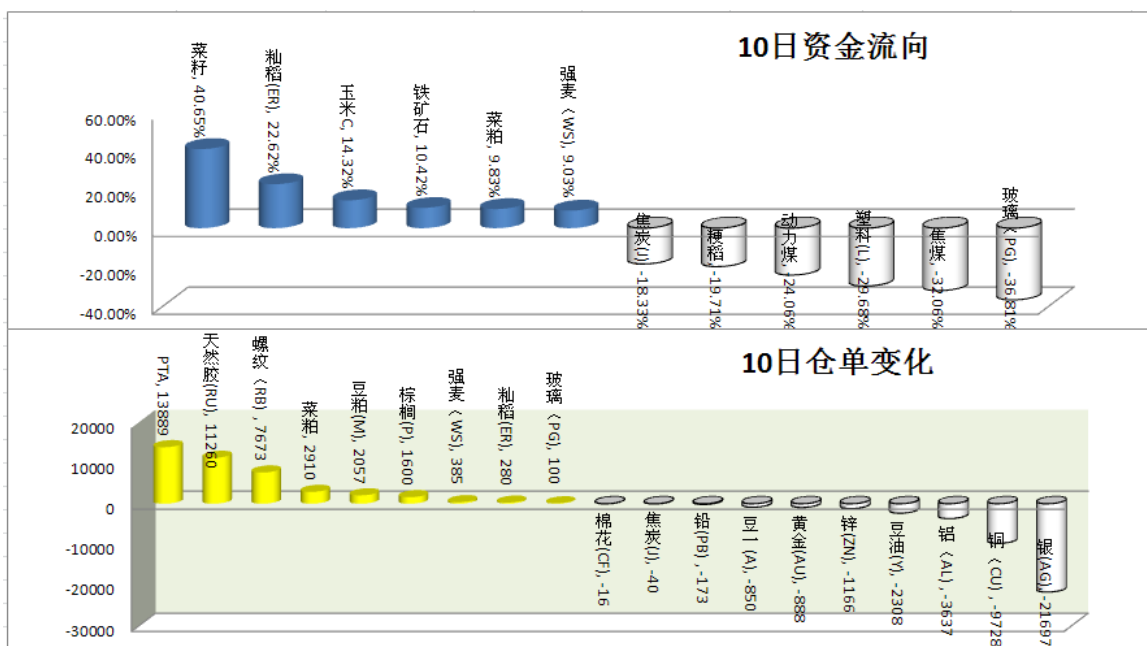 10日资金流向
菜籽, 40.65%
籼稻(ER), 22.62%
玉米C, 14.32%
铁矿石, 10.42%
菜粕, 9.83%
强麦〈WS〉, 9.03%
焦炭(J), -18.33%
粳稻, -19.71%
动力煤, -24.06%
塑料(L), -29.68%
焦煤, -32.06%
玻璃〈PG〉, -36.81%
60.00%
40.00%
20.00%
0.00%
-20.00%
-40.00%
10日仓单变化
PTA, 13889
天然胶(RU), 11260
螺纹〈RB〉, 7673
菜粕, 2910
豆粕(M), 2057
棕榈(P), 1600
强麦〈WS〉, 385
籼稻(ER), 280
玻璃〈PG〉, 100
棉花(CF), -16
焦炭(J), -40
铅(PB), -173
豆一(A), -850
黄金(AU), -888
锌(ZN), -1166
豆油(Y), -2308
铝〈AL〉, -3637
铜〈CU〉, -9728
银(AG), -21697
20000
10000
0
-10000
-20000
-30000